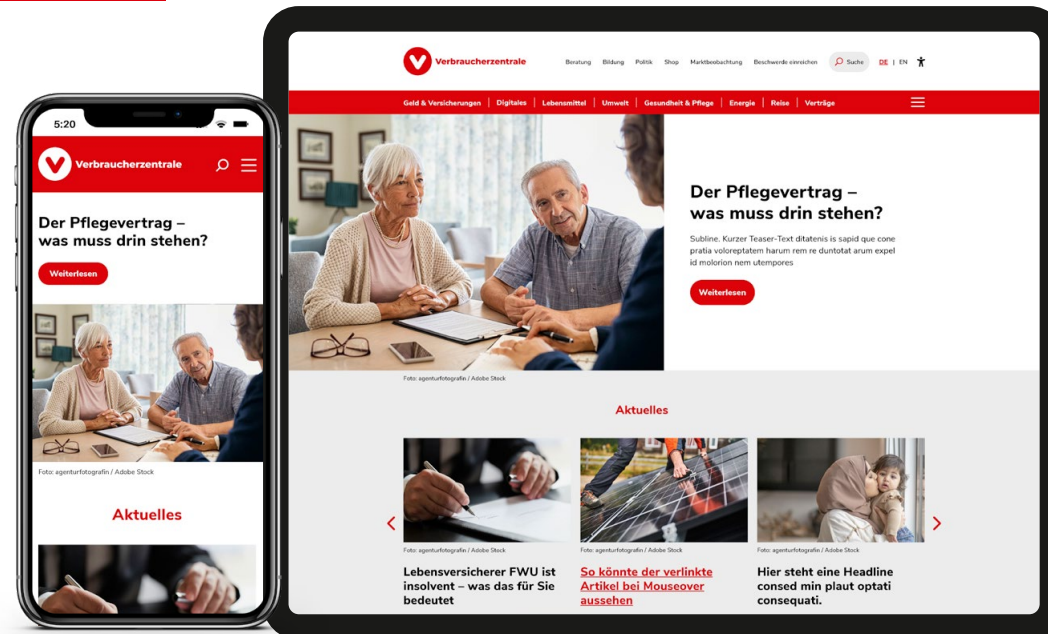 5:20
Verbraucherzentrale
Der Pflegevertrag –
was muss drin stehen?
Weiterlesen
Foto: agenturfotografin / Adobe Stock
Aktuelles
Verbraucherzentrale
Beratung Bildung Politik Shop Marktbeobachtung Beschwerde einreichen Suche DE | EN
Geld & Versicherungen | Digitales | Lebensmittel | Umwelt | Gesundheit & Pflege | Energie | Reise | Verträge
Der Pflegevertrag –
was muss drin stehen?
Subline. Kurzer Teaser-Text ditatenis is sapid que cone
pratia voloreptatem harum rem re duntotat arum expel
id molorion nem utempores
Weiterlesen
Foto: agenturfotografin / Adobe Stock
Aktuelles
Foto: agenturfotografin / Adobe Stock
Lebensversicherer FWU ist
insolvent – was das für Sie
bedeutet
Foto: agenturfotografin / Adobe Stock
So könnte der verlinkte
Artikel bei Mouseover
aussehen
Foto: agenturfotografin / Adobe Stock
Hier steht eine Headline
consed min plaut optati
consequati.